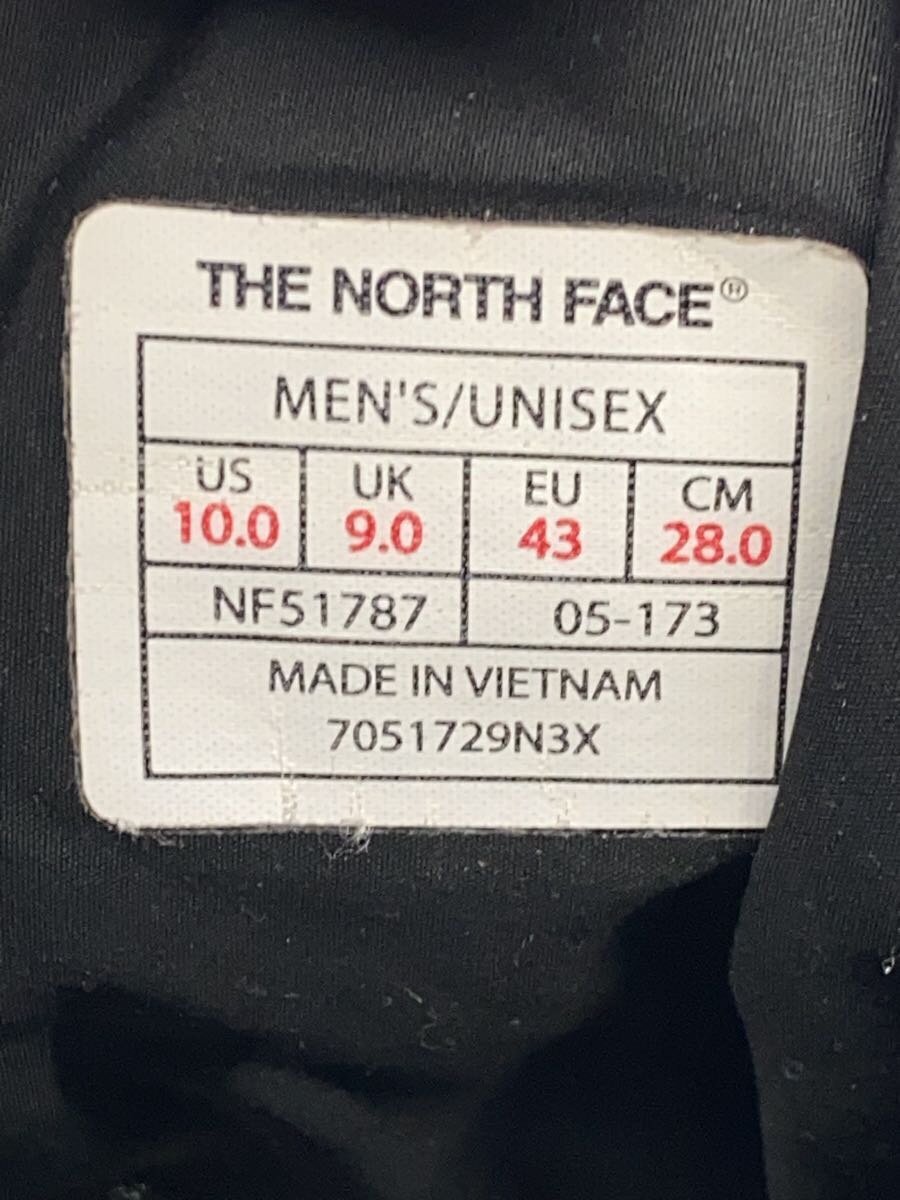 THE NORTH FACE®
MEN'S/UNISEX
US UK EU CM
10.0 9.0 43 28.0
NF51787 05-173
MADE IN VIETNAM
7051729N3X